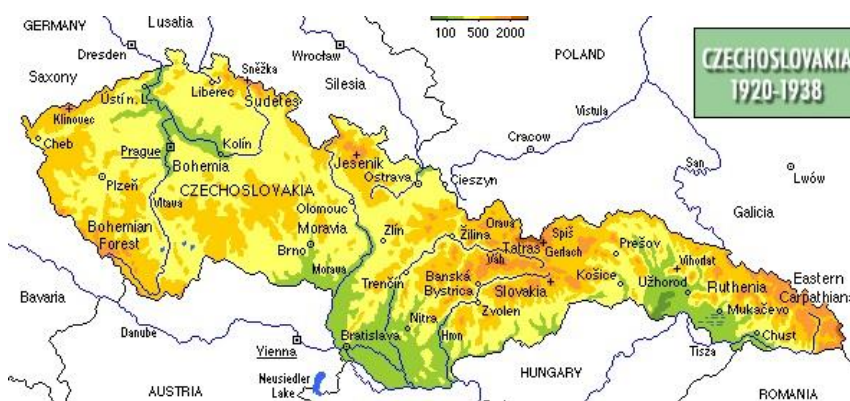 GERMANY
Lusatia
100 500 2000
Dresden
Wrocław
POLAND
CZECHOSLOVAKIA
1920-1938
Saxony
Sněžka
Silesia
Liberec
Ústí n. L.
Sudetes
Klinovec
Vistula
Kolín
Cracow
Cheb
Prague
Bohemia
Jeseník
San
Ostrava
Cieszyn
Lwów
Plzeň
CZECHOSLOVAKIA
Vltava
Olomouc
Galicia
Moravia
Orava
Spiš
Bohemian
Forest
Zlín
Žilina
Tatras
Gerlach
Prešov
Brno
Váh
Vihorlat
Morava
Trenčín
Banská
Bystrica
Slovakia
Košice
Užhorod
Ruthenia
Eastern
Carpathians
Bavaria
Mukačevo
Nitra
Zvolen
Danube
Bratislava
Hron
Chust
Vienna
Tisza
Neusiedler
Lake
HUNGARY
AUSTRIA
ROMANIA